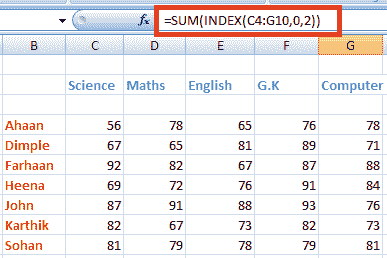 fx =SUM(INDEX(C4:G10,0,2))
B C D E F G
Science Maths English G.K Computer
Ahaan 56 78 65 76 78
Dimple 67 65 81 89 71
Farhaan 92 82 67 87 88
Heena 69 72 76 91 84
John 87 91 88 93 76
Karthik 82 67 73 82 73
Sohan 81 79 78 79 81